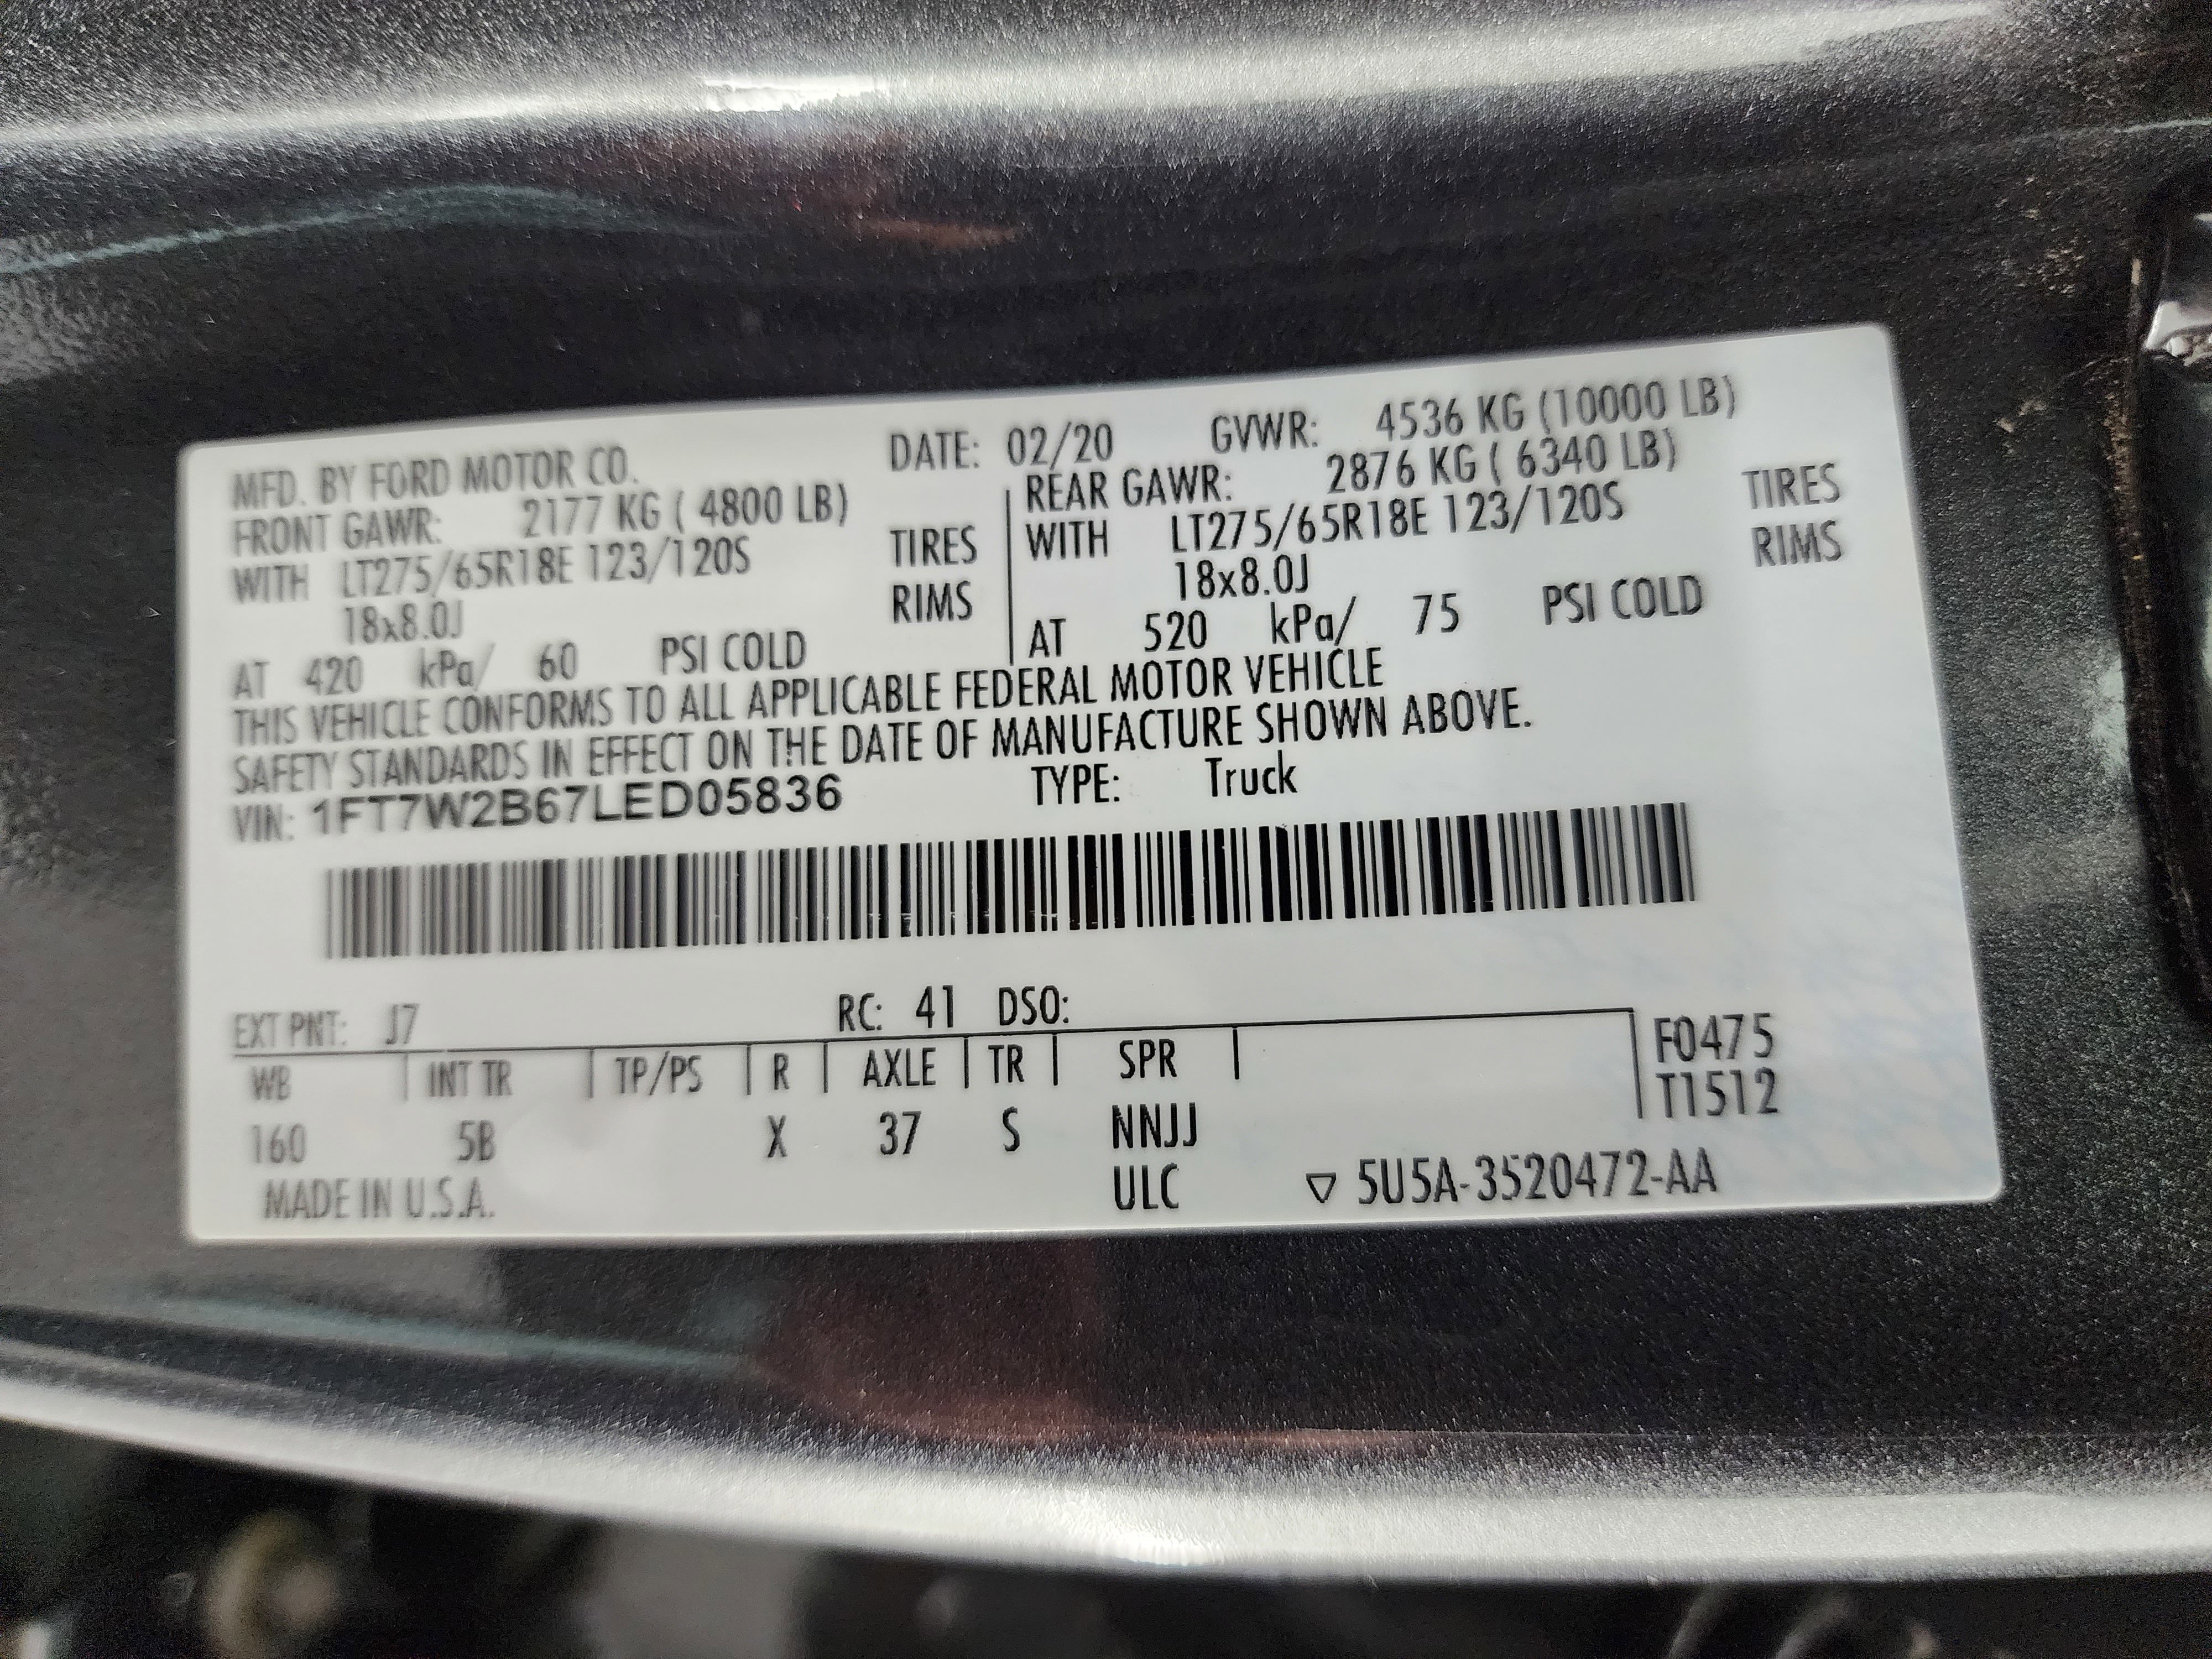 MFD. BY FORD MOTOR CO. DATE: 02/20 GVWR: 4536 KG (10000 LB)
FRONT GAWR: 2177 KG ( 4800 LB) REAR GAWR: 2876 KG ( 6340 LB)
WITH LT275/65R18E 123/120S TIRES WITH LT275/65R18E 123/120S TIRES
18x8.0J RIMS 18x8.0J RIMS
AT 420 kPa/ 60 PSI COLD AT 520 kPa/ 75 PSI COLD
THIS VEHICLE CONFORMS TO ALL APPLICABLE FEDERAL MOTOR VEHICLE
SAFETY STANDARDS IN EFFECT ON THE DATE OF MANUFACTURE SHOWN ABOVE.
VIN: 1FT7W2B67LED05836 TYPE: Truck
EXT PNT: J7 RC: 41 DSO:
WB INT TR TP/PS R AXLE TR SPR F0475
T1512
160 5B X 37 S NNJJ
MADE IN U.S.A. ULC ▽ 5U5A-3520472-AA